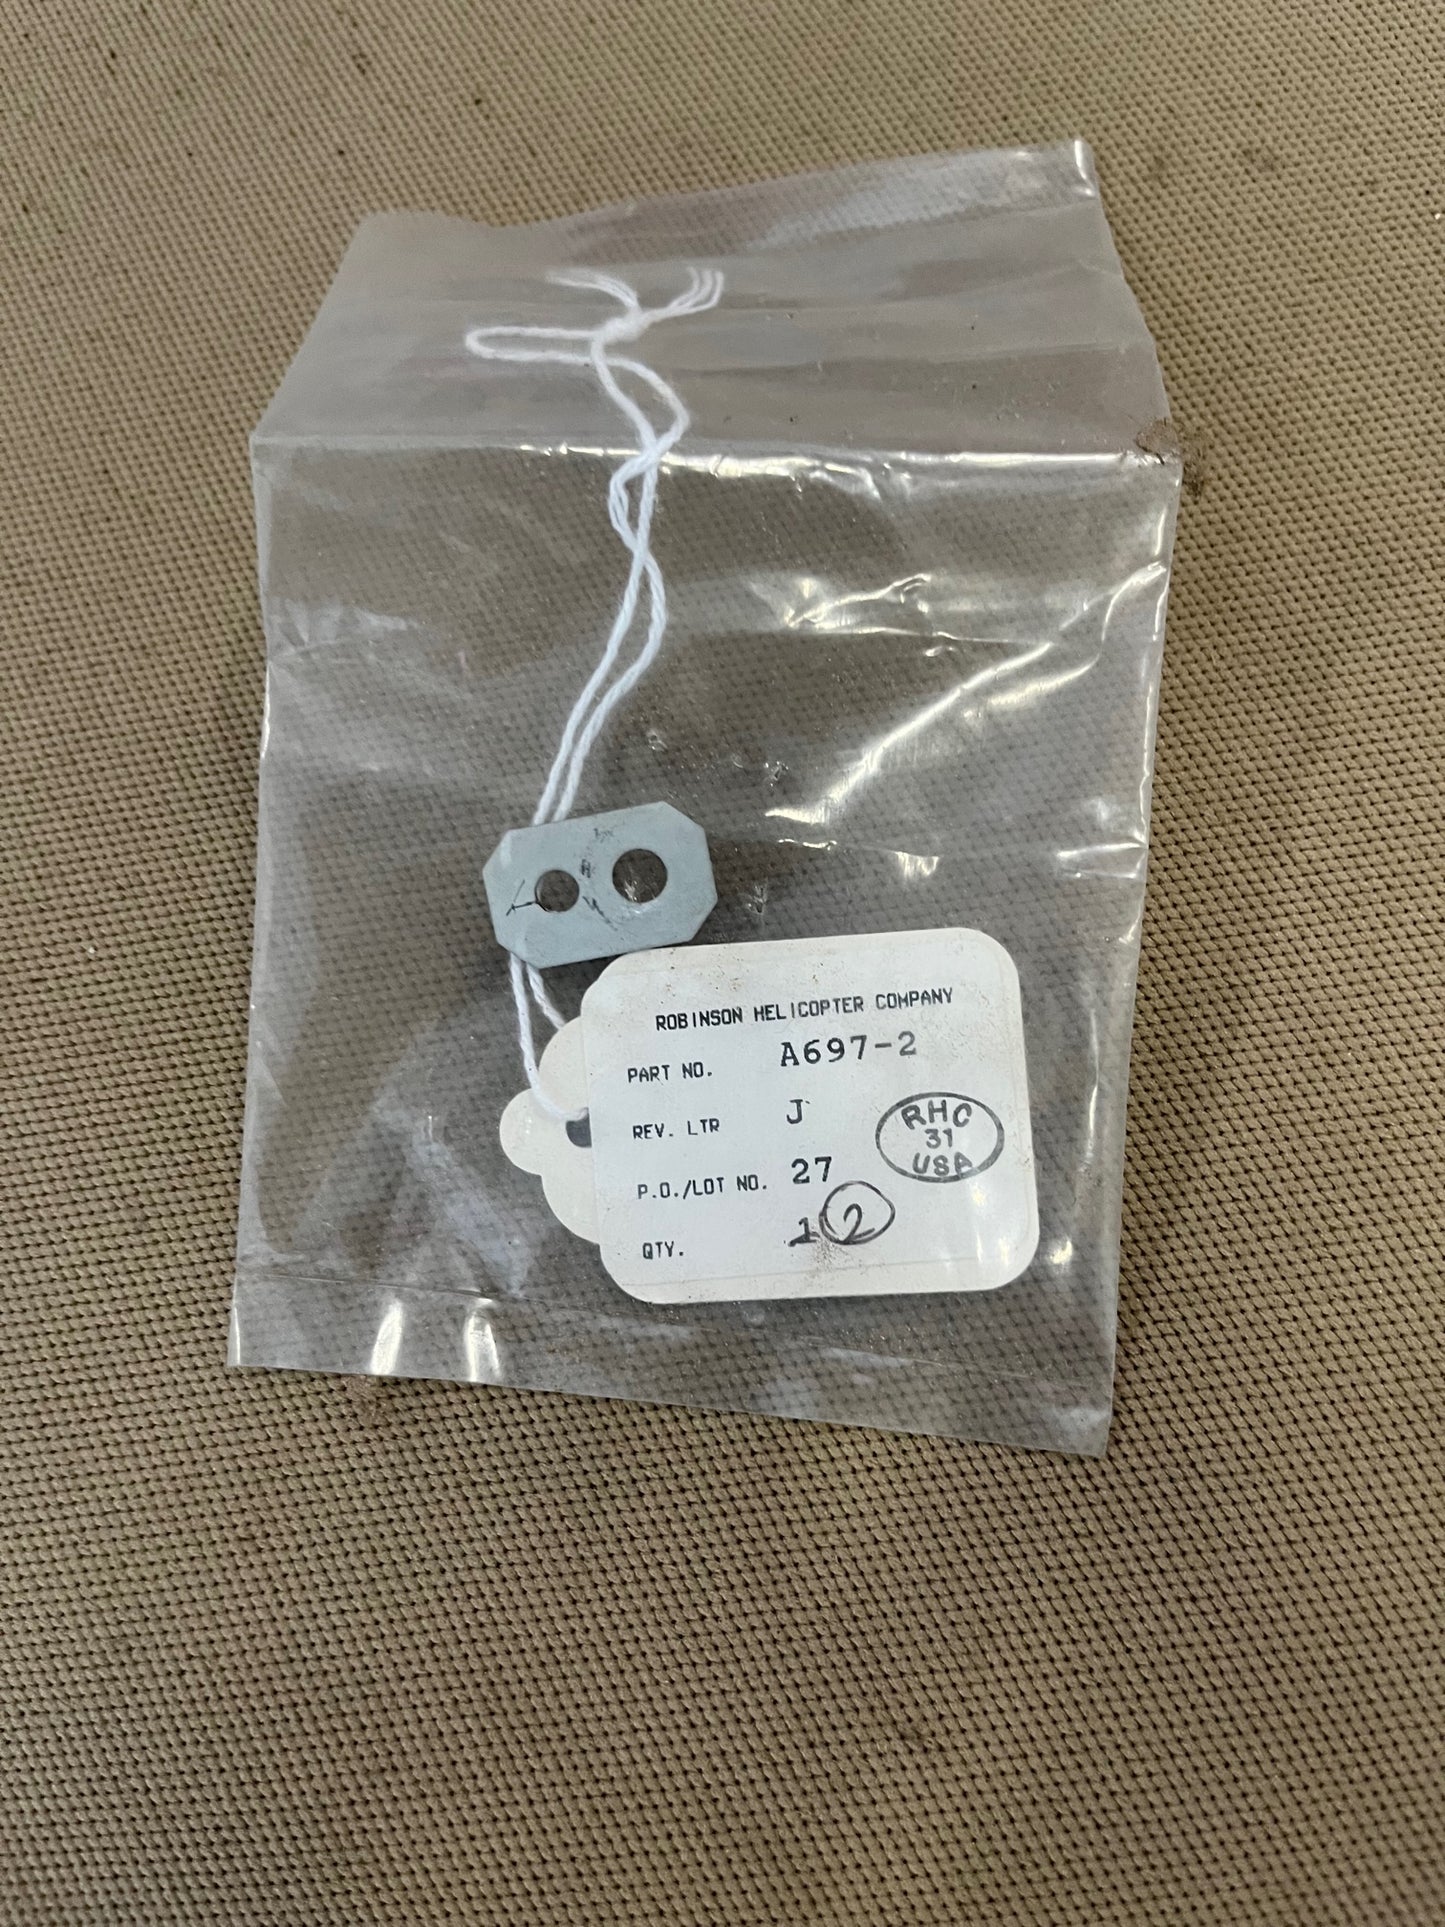 ROBINSON HELICOPTER COMPANY
PART NO. A697-2
REV. LTR J
P.O./LOT NO. 27
QTY. 1 2
RHC
31
USA